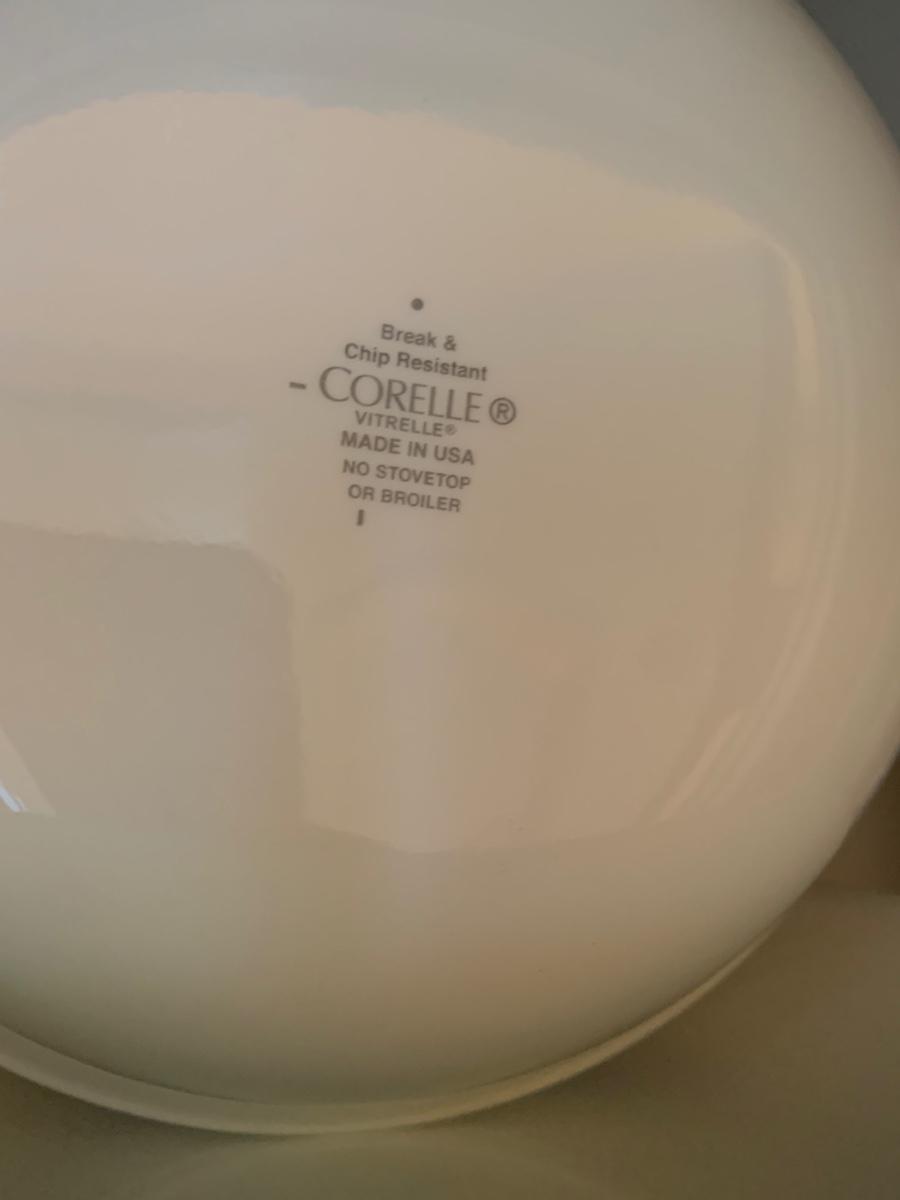 Break &
Chip Resistant
- CORELLE®
VITRELLE®
MADE IN USA
NO STOVETOP
OR BROILER